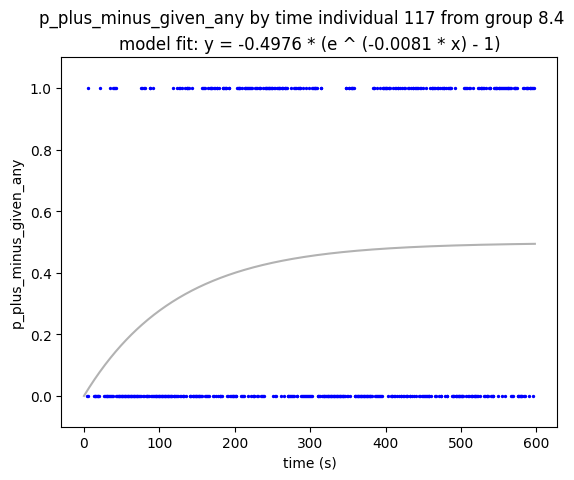 p_plus_minus_given_any by time individual 117 from group 8.4
model fit: y = -0.4976 * (e ^ (-0.0081 * x) - 1)
p_plus_minus_given_any
1.0
0.8
0.6
0.4
0.2
0.0
0 100 200 300 400 500 600
time (s)